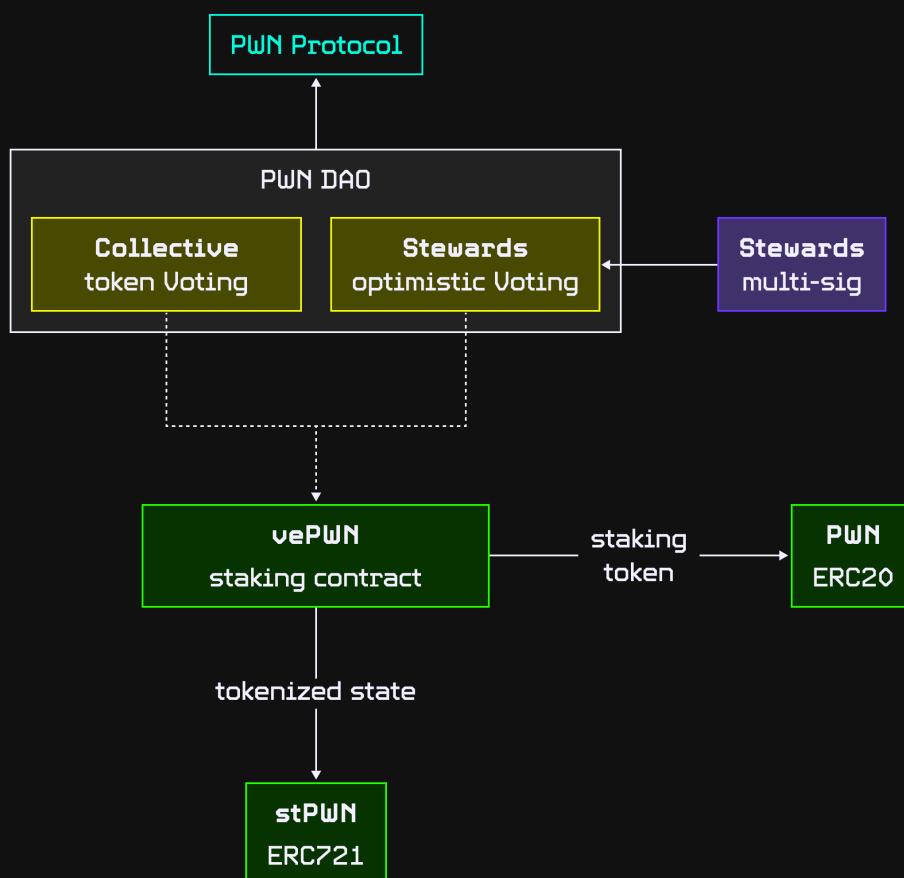 PWN Protocol
PWN DAO
Collective
token Voting
Stewards
optimistic Voting
Stewards
multi-sig
vePWN
staking contract
staking
token
PWN
ERC20
tokenized state
stPWN
ERC721